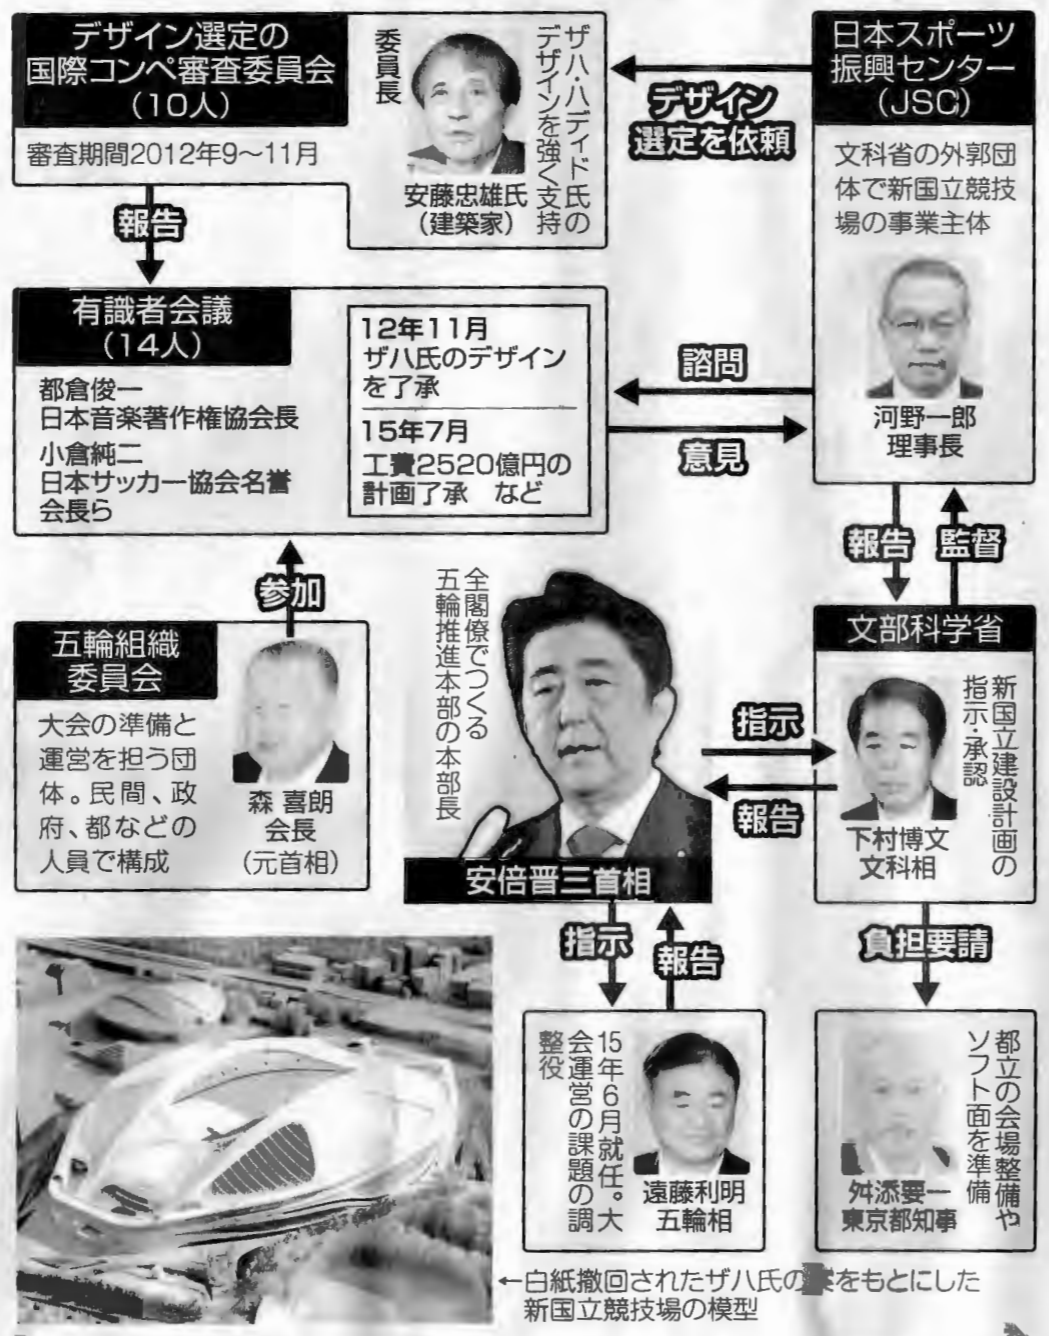 デザイン選定の
国際コンペ審査委員会
(10人)
審査期間2012年9〜11月
委員長
ザハ・ハディド氏の
デザインを強く支持
安藤忠雄氏
(建築家)
デザイン
選定を依頼
日本スポーツ
振興センター
(JSC)
文科省の外郭団
体で新国立競技
場の事業主体
河野一郎
理事長
報告
有識者会議
(14人)
都倉俊一
日本音楽著作権協会長
小倉純二
日本サッカー協会名誉
会長ら
12年11月
ザハ氏のデザイン
を了承
15年7月
工費2520億円の
計画了承 など
諮問
意見
報告
監督
参加
五輪組織
委員会
大会の準備と
運営を担う団
体。民間、政
府、都などの
人員で構成
森 喜朗
会長
(元首相)
全閣僚でつくる
五輪推進本部の本部長
安倍晋三首相
指示
報告
文部科学省
新国立建設計画の
指示・承認
下村博文
文科相
指示
報告
負担要請
15年6月就任。大
会運営の課題の調
整役
遠藤利明
五輪相
都立の会場整備や
ソフト面を準備
舛添要一
東京都知事
←白紙撤回されたザハ氏の案をもとにした
新国立競技場の模型